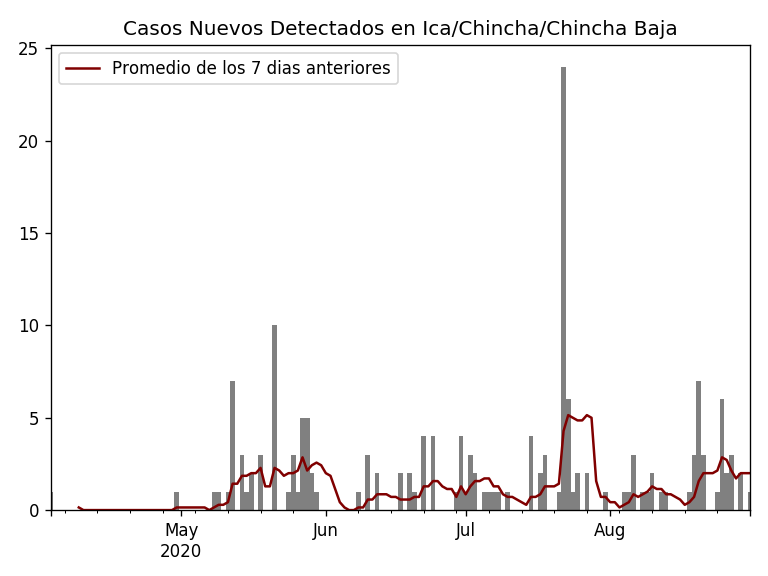 Casos Nuevos Detectados en Ica/Chincha/Chincha Baja
Promedio de los 7 dias anteriores
25
20
15
10
5
0
May Jun Jul Aug
2020